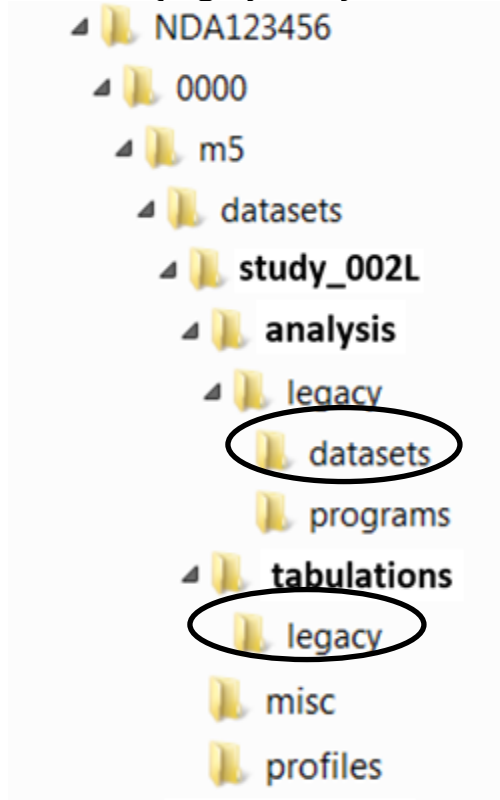 NDA123456
0000
m5
datasets
study_002L
analysis
legacy
datasets
programs
tabulations
legacy
misc
profiles